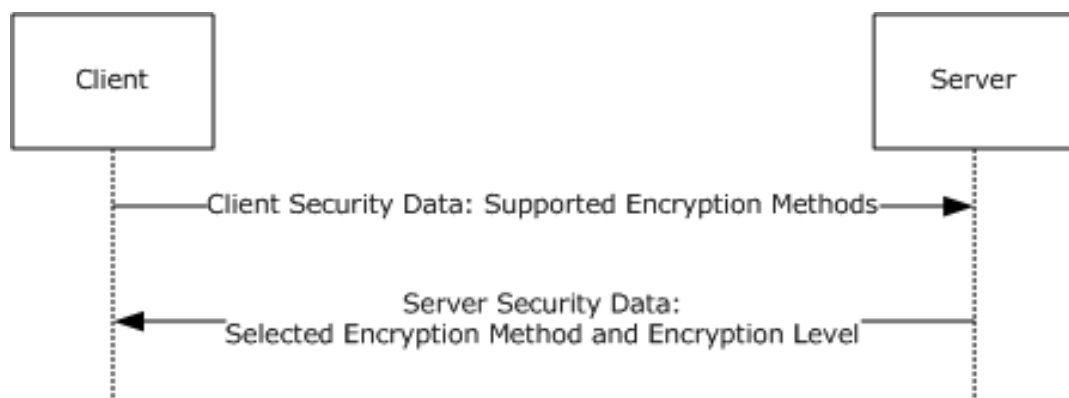 Client
Server
Client Security Data: Supported Encryption Methods
Server Security Data:
Selected Encryption Method and Encryption Level